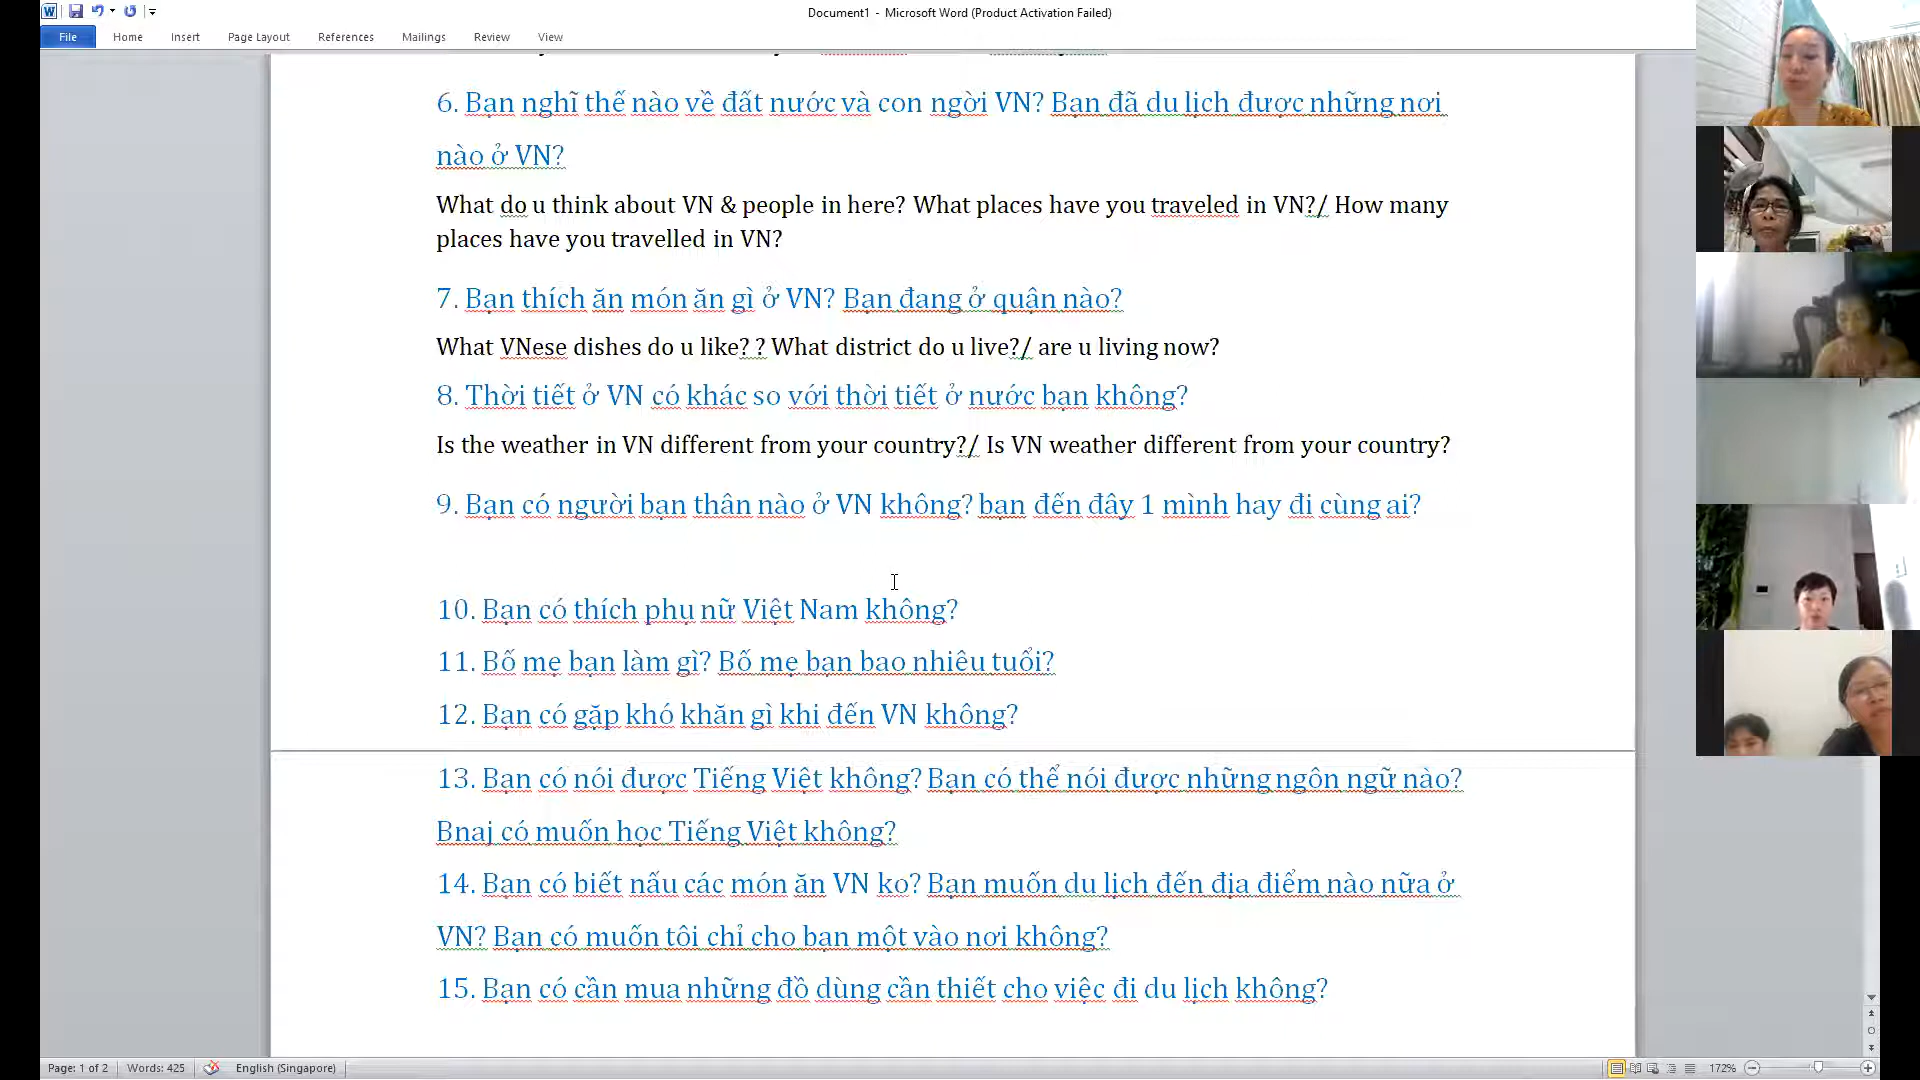 Document1 - Microsoft Word (Product Activation Failed)
File Home Insert Page Layout References Mailings Review View
6. Bạn nghĩ thế nào về đất nước và con ngời VN? Bạn đã du lịch được những nơi
nào ở VN?
What do u think about VN & people in here? What places have you traveled in VN?/ How many
places have you travelled in VN?
7. Bạn thích ăn món ăn gì ở VN? Bạn đang ở quận nào?
What VNese dishes do u like? ? What district do u live?/ are u living now?
8. Thời tiết ở VN có khác so với thời tiết ở nước bạn không?
Is the weather in VN different from your country?/ Is VN weather different from your country?
9. Bạn có người bạn thân nào ở VN không? bạn đến đây 1 mình hay đi cùng ai?
10. Bạn có thích phụ nữ Việt Nam không?
11. Bố mẹ bạn làm gì? Bố mẹ bạn bao nhiêu tuổi?
12. Bạn có gặp khó khăn gì khi đến VN không?
13. Bạn có nói được Tiếng Việt không? Bạn có thể nói được những ngôn ngữ nào?
Bnaj có muốn học Tiếng Việt không?
14. Bạn có biết nấu các món ăn VN ko? Bạn muốn du lịch đến địa điểm nào nữa ở
VN? Bạn có muốn tôi chỉ cho bạn một vào nơi không?
15. Bạn có cần mua những đồ dùng cần thiết cho việc đi du lịch không?
Page: 1 of 2 Words: 425 English (Singapore) 172%